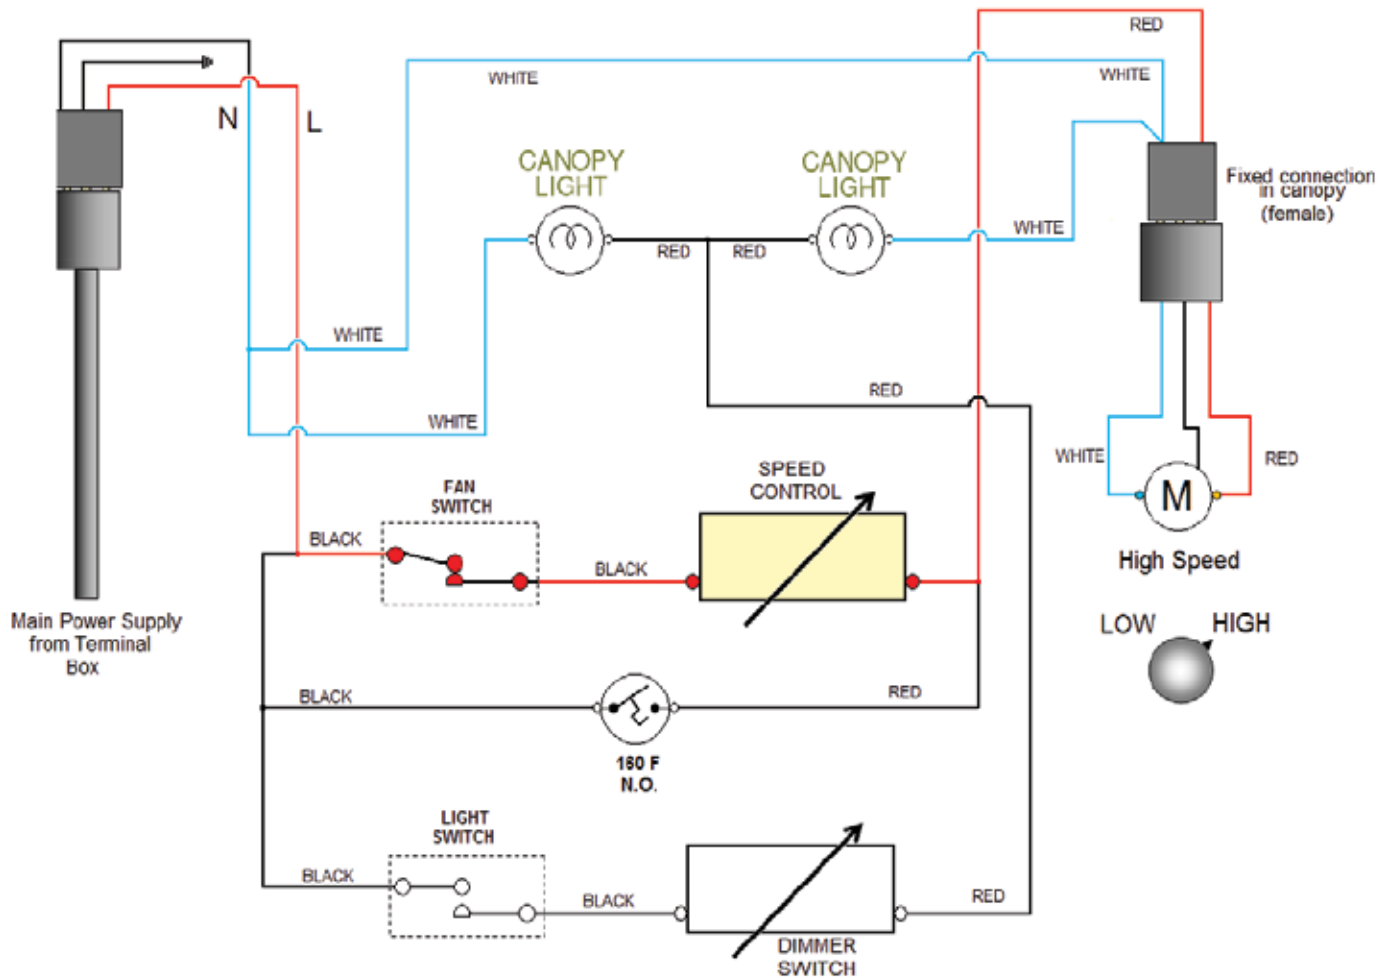 RED
WHITE
WHITE
N
L
CANOPY
LIGHT
CANOPY
LIGHT
Fixed connection
in canopy
(female)
RED
RED
WHITE
WHITE
RED
WHITE
WHITE
RED
SPEED
CONTROL
FAN
SWITCH
M
BLACK
BLACK
High Speed
Main Power Supply
from Terminal
Box
LOW
HIGH
BLACK
RED
160 F
N.O.
LIGHT
SWITCH
BLACK
BLACK
RED
DIMMER
SWITCH